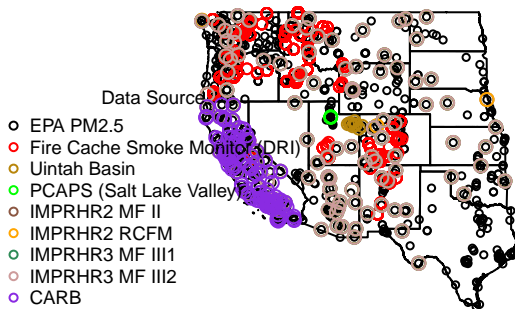 Data Source
EPA PM2.5
Fire Cache Smoke Monitor (DRI)
Uintah Basin
PCAPS (Salt Lake Valley)
IMPRHR2 MF II
IMPRHR2 RCFM
IMPRHR3 MF III1
IMPRHR3 MF III2
CARB